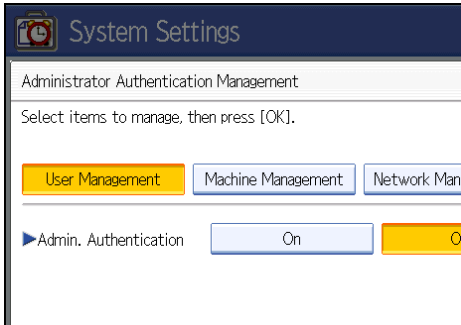 System Settings
Administrator Authentication Management
Select items to manage, then press [OK].
User Management Machine Management Network Man
Admin. Authentication On O